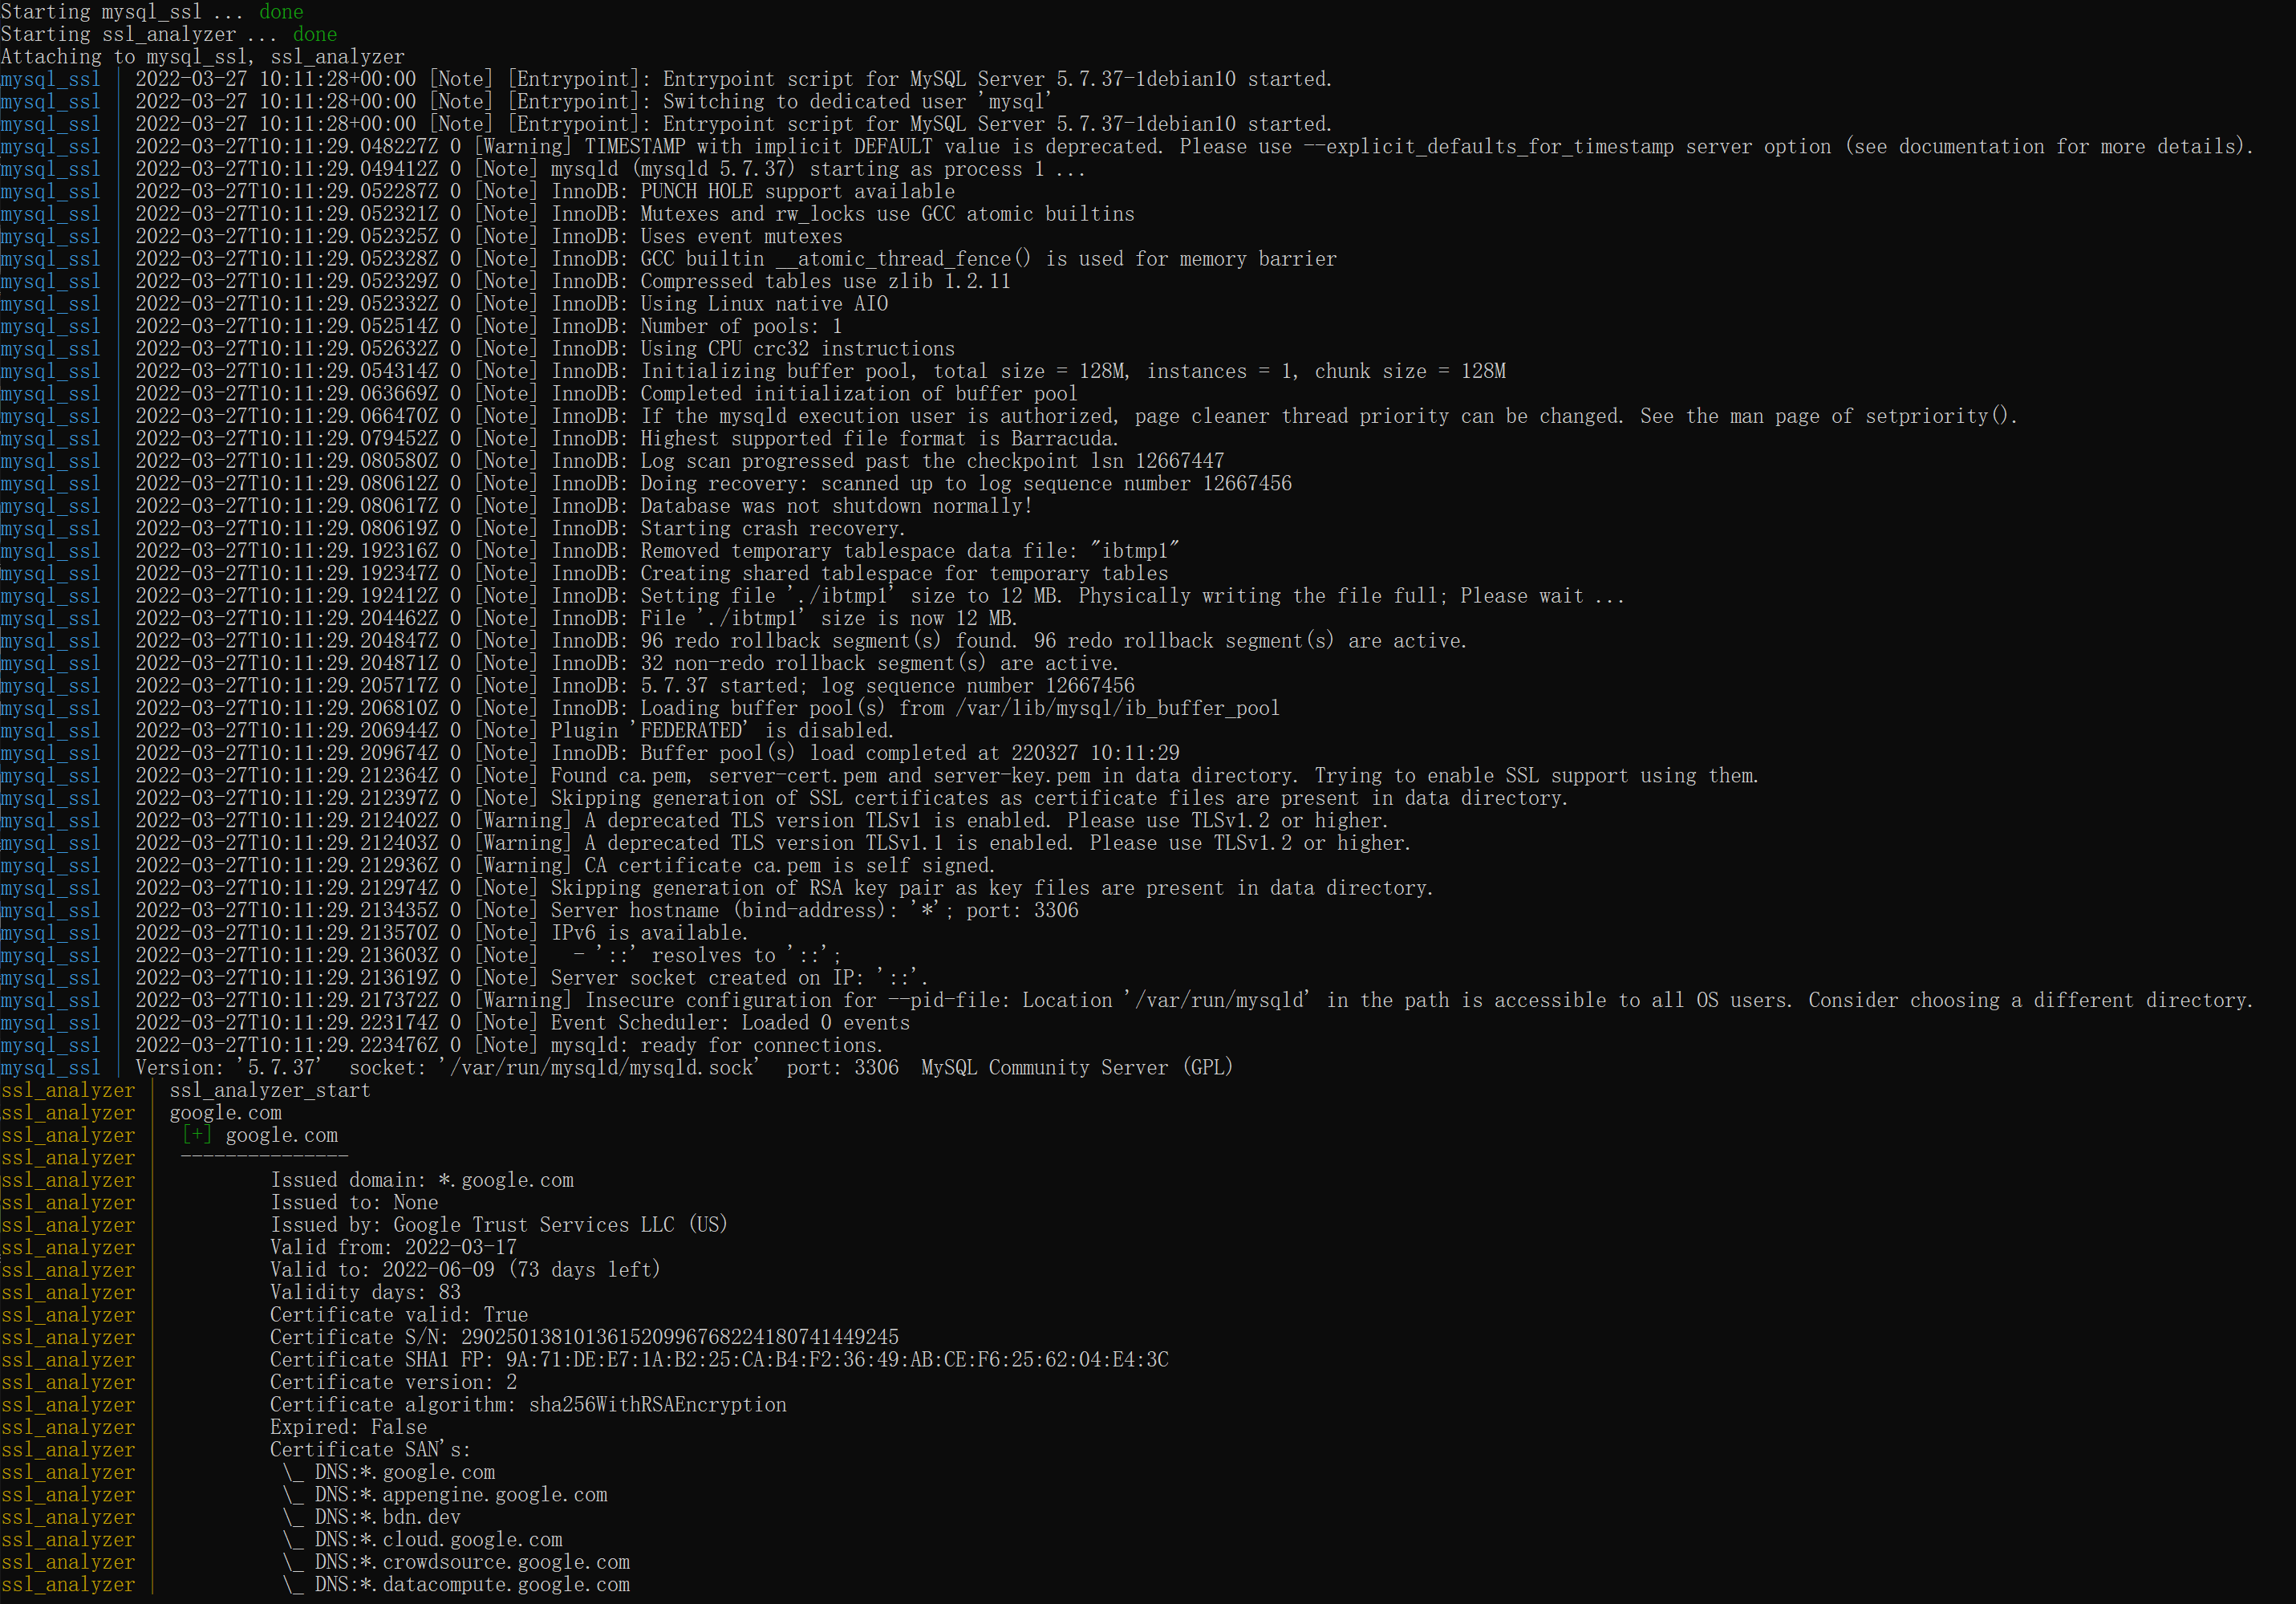 Starting mysql_ssl ... done
Starting ssl_analyzer ... done
Attaching to mysql_ssl, ssl_analyzer
mysql_ssl | 2022-03-27 10:11:28+00:00 [Note] [Entrypoint]: Entrypoint script for MySQL Server 5.7.37-1debian10 started.
mysql_ssl | 2022-03-27 10:11:28+00:00 [Note] [Entrypoint]: Switching to dedicated user 'mysql'
mysql_ssl | 2022-03-27 10:11:28+00:00 [Note] [Entrypoint]: Entrypoint script for MySQL Server 5.7.37-1debian10 started.
mysql_ssl | 2022-03-27T10:11:29.048227Z 0 [Warning] TIMESTAMP with implicit DEFAULT value is deprecated. Please use --explicit_defaults_for_timestamp server option (see documentation for more details).
mysql_ssl | 2022-03-27T10:11:29.049412Z 0 [Note] mysqld (mysqld 5.7.37) starting as process 1 ...
mysql_ssl | 2022-03-27T10:11:29.052287Z 0 [Note] InnoDB: PUNCH HOLE support available
mysql_ssl | 2022-03-27T10:11:29.052321Z 0 [Note] InnoDB: Mutexes and rw_locks use GCC atomic builtins
mysql_ssl | 2022-03-27T10:11:29.052325Z 0 [Note] InnoDB: Uses event mutexes
mysql_ssl | 2022-03-27T10:11:29.052328Z 0 [Note] InnoDB: GCC builtin __atomic_thread_fence() is used for memory barrier
mysql_ssl | 2022-03-27T10:11:29.052329Z 0 [Note] InnoDB: Compressed tables use zlib 1.2.11
mysql_ssl | 2022-03-27T10:11:29.052332Z 0 [Note] InnoDB: Using Linux native AIO
mysql_ssl | 2022-03-27T10:11:29.052514Z 0 [Note] InnoDB: Number of pools: 1
mysql_ssl | 2022-03-27T10:11:29.052632Z 0 [Note] InnoDB: Using CPU crc32 instructions
mysql_ssl | 2022-03-27T10:11:29.054314Z 0 [Note] InnoDB: Initializing buffer pool, total size = 128M, instances = 1, chunk size = 128M
mysql_ssl | 2022-03-27T10:11:29.063669Z 0 [Note] InnoDB: Completed initialization of buffer pool
mysql_ssl | 2022-03-27T10:11:29.066470Z 0 [Note] InnoDB: If the mysqld execution user is authorized, page cleaner thread priority can be changed. See the man page of setpriority().
mysql_ssl | 2022-03-27T10:11:29.079452Z 0 [Note] InnoDB: Highest supported file format is Barracuda.
mysql_ssl | 2022-03-27T10:11:29.080580Z 0 [Note] InnoDB: Log scan progressed past the checkpoint lsn 12667447
mysql_ssl | 2022-03-27T10:11:29.080612Z 0 [Note] InnoDB: Doing recovery: scanned up to log sequence number 12667456
mysql_ssl | 2022-03-27T10:11:29.080617Z 0 [Note] InnoDB: Database was not shutdown normally!
mysql_ssl | 2022-03-27T10:11:29.080619Z 0 [Note] InnoDB: Starting crash recovery.
mysql_ssl | 2022-03-27T10:11:29.192316Z 0 [Note] InnoDB: Removed temporary tablespace data file: "ibtmp1"
mysql_ssl | 2022-03-27T10:11:29.192347Z 0 [Note] InnoDB: Creating shared tablespace for temporary tables
mysql_ssl | 2022-03-27T10:11:29.192412Z 0 [Note] InnoDB: Setting file './ibtmp1' size to 12 MB. Physically writing the file full; Please wait ...
mysql_ssl | 2022-03-27T10:11:29.204462Z 0 [Note] InnoDB: File './ibtmp1' size is now 12 MB.
mysql_ssl | 2022-03-27T10:11:29.204847Z 0 [Note] InnoDB: 96 redo rollback segment(s) found. 96 redo rollback segment(s) are active.
mysql_ssl | 2022-03-27T10:11:29.204871Z 0 [Note] InnoDB: 32 non-redo rollback segment(s) are active.
mysql_ssl | 2022-03-27T10:11:29.205717Z 0 [Note] InnoDB: 5.7.37 started; log sequence number 12667456
mysql_ssl | 2022-03-27T10:11:29.206810Z 0 [Note] InnoDB: Loading buffer pool(s) from /var/lib/mysql/ib_buffer_pool
mysql_ssl | 2022-03-27T10:11:29.206944Z 0 [Note] Plugin 'FEDERATED' is disabled.
mysql_ssl | 2022-03-27T10:11:29.209674Z 0 [Note] InnoDB: Buffer pool(s) load completed at 220327 10:11:29
mysql_ssl | 2022-03-27T10:11:29.212364Z 0 [Note] Found ca.pem, server-cert.pem and server-key.pem in data directory. Trying to enable SSL support using them.
mysql_ssl | 2022-03-27T10:11:29.212397Z 0 [Note] Skipping generation of SSL certificates as certificate files are present in data directory.
mysql_ssl | 2022-03-27T10:11:29.212402Z 0 [Warning] A deprecated TLS version TLSv1 is enabled. Please use TLSv1.2 or higher.
mysql_ssl | 2022-03-27T10:11:29.212403Z 0 [Warning] A deprecated TLS version TLSv1.1 is enabled. Please use TLSv1.2 or higher.
mysql_ssl | 2022-03-27T10:11:29.212936Z 0 [Warning] CA certificate ca.pem is self signed.
mysql_ssl | 2022-03-27T10:11:29.212974Z 0 [Note] Skipping generation of RSA key pair as key files are present in data directory.
mysql_ssl | 2022-03-27T10:11:29.213435Z 0 [Note] Server hostname (bind-address): '*'; port: 3306
mysql_ssl | 2022-03-27T10:11:29.213570Z 0 [Note] IPv6 is available.
mysql_ssl | 2022-03-27T10:11:29.213603Z 0 [Note]   - '::' resolves to '::';
mysql_ssl | 2022-03-27T10:11:29.213619Z 0 [Note] Server socket created on IP: '::'.
mysql_ssl | 2022-03-27T10:11:29.217372Z 0 [Warning] Insecure configuration for --pid-file: Location '/var/run/mysqld' in the path is accessible to all OS users. Consider choosing a different directory.
mysql_ssl | 2022-03-27T10:11:29.223174Z 0 [Note] Event Scheduler: Loaded 0 events
mysql_ssl | 2022-03-27T10:11:29.223476Z 0 [Note] mysqld: ready for connections.
mysql_ssl | Version: '5.7.37'  socket: '/var/run/mysqld/mysqld.sock'  port: 3306  MySQL Community Server (GPL)
ssl_analyzer | ssl_analyzer_start
ssl_analyzer | google.com
ssl_analyzer |  [+] google.com
ssl_analyzer |  ---------------
ssl_analyzer |          Issued domain: *.google.com
ssl_analyzer |          Issued to: None
ssl_analyzer |          Issued by: Google Trust Services LLC (US)
ssl_analyzer |          Valid from: 2022-03-17
ssl_analyzer |          Valid to: 2022-06-09 (73 days left)
ssl_analyzer |          Validity days: 83
ssl_analyzer |          Certificate valid: True
ssl_analyzer |          Certificate S/N: 290250138101361520996768224180741449245
ssl_analyzer |          Certificate SHA1 FP: 9A:71:DE:E7:1A:B2:25:CA:B4:F2:36:49:AB:CE:F6:25:62:04:E4:3C
ssl_analyzer |          Certificate version: 2
ssl_analyzer |          Certificate algorithm: sha256WithRSAEncryption
ssl_analyzer |          Expired: False
ssl_analyzer |          Certificate SAN's:
ssl_analyzer |           \_ DNS:*.google.com
ssl_analyzer |           \_ DNS:*.appengine.google.com
ssl_analyzer |           \_ DNS:*.bdn.dev
ssl_analyzer |           \_ DNS:*.cloud.google.com
ssl_analyzer |           \_ DNS:*.crowdsource.google.com
ssl_analyzer |           \_ DNS:*.datacompute.google.com